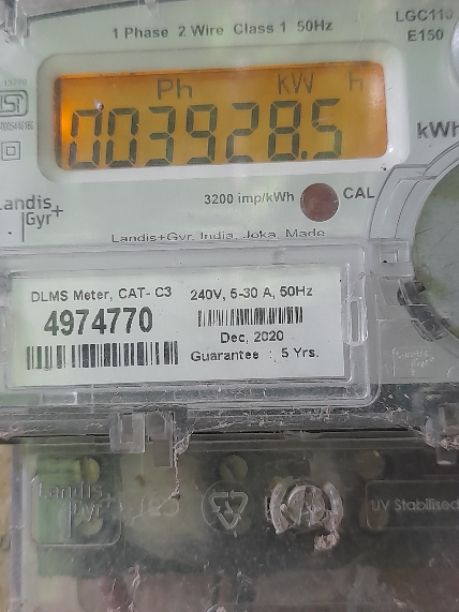 LGC110
E150
1 Phase 2 Wire Class 1 50Hz
Ph kW h
003928.5
kWh
3200 imp/kWh CAL
Landis+
Gyr
Landis+Gyr, India, Joka, Made
DLMS Meter, CAT- C3
4974770
240V, 5-30 A, 50Hz
Dec, 2020
Guarantee : 5 Yrs.
Landis
Gyr
UV Stabilised